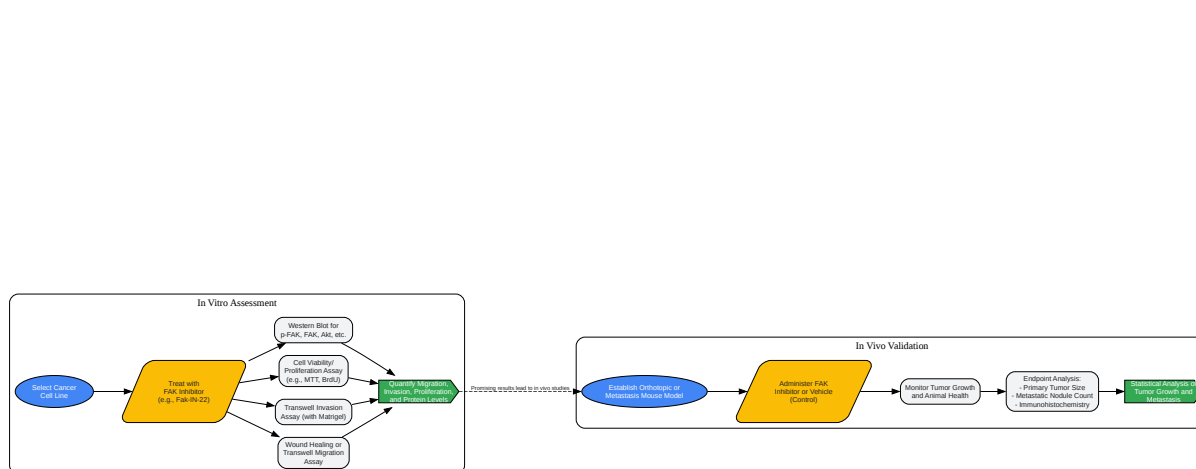 In Vitro Assessment
Select Cancer
Cell Line
Treat with
FAK Inhibitor
(e.g., Fak-IN-22)
Western Blot for
p-FAK, FAK, Akt, etc.
Cell Viability/
Proliferation Assay
(e.g., MTT, BrdU)
Transwell Invasion
Assay (with Matrigel)
Wound Healing or
Transwell Migration
Assay
Quantify Migration,
Invasion, Proliferation,
and Protein Levels
Promising results lead to in vivo studies
In Vivo Validation
Establish Orthotopic or
Metastasis Mouse Model
Administer FAK
Inhibitor or Vehicle
(Control)
Monitor Tumor Growth
and Animal Health
Endpoint Analysis:
- Primary Tumor Size
- Metastatic Nodule Count
- Immunohistochemistry
Statistical Analysis of
Tumor Growth and
Metastasis